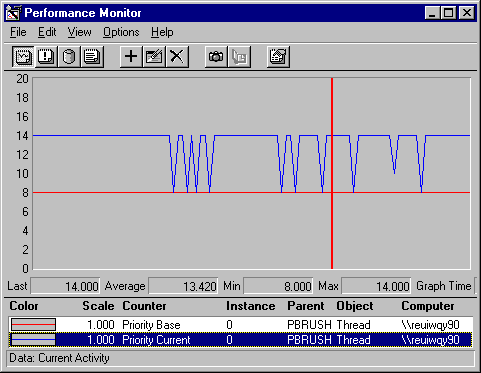 Performance Monitor
File Edit View Options Help
20
18
16
14
12
10
8
6
4
2
0
Last 14.000 Average 13.420 Min 8.000 Max 14.000 Graph Time
Color Scale Counter Instance Parent Object Computer
1.000 Priority Base 0 PBRUSH Thread \\reuiwqy90
1.000 Priority Current 0 PBRUSH Thread \\reuiwqy90
Data: Current Activity